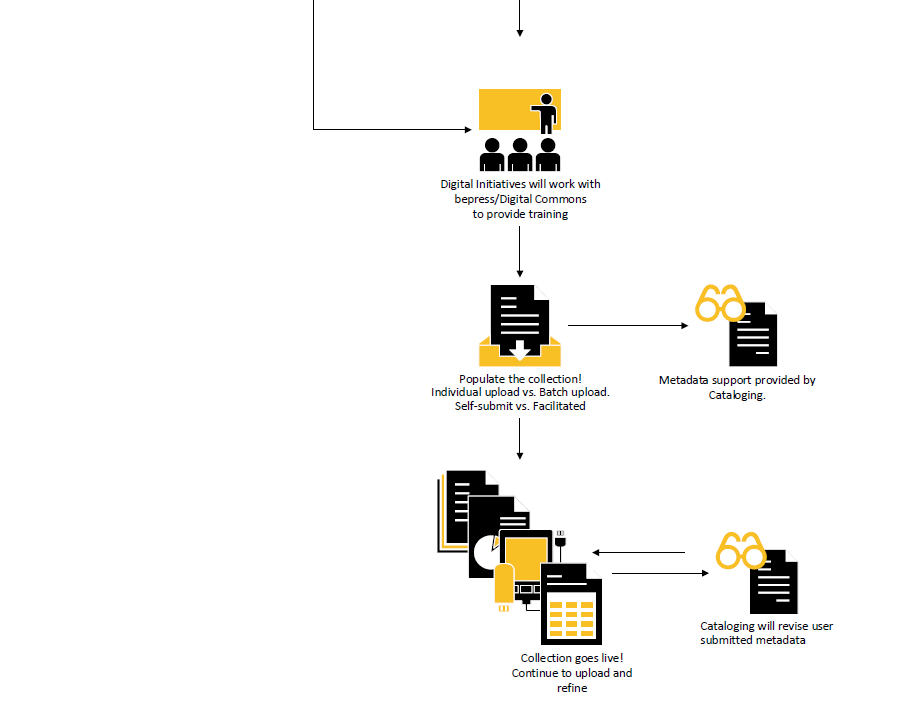 Digital Initiatives will work with
bepress/Digital Commons
to provide training
Populate the collection!
Individual upload vs. Batch upload.
Self-submit vs. Facilitated
Metadata support provided by
Cataloging.
Collection goes live!
Continue to upload and
refine
Cataloging will revise user
submitted metadata